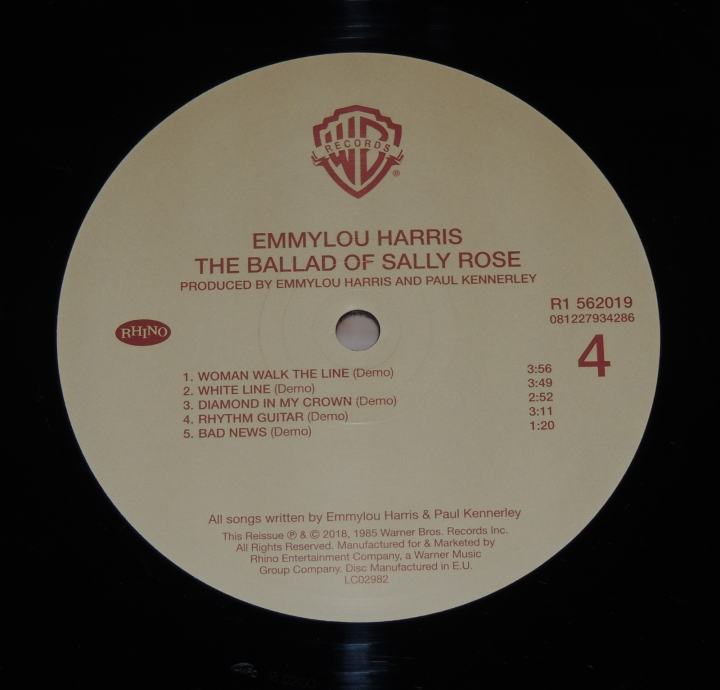 WB
RECORDS
®
EMMYLOU HARRIS
THE BALLAD OF SALLY ROSE
PRODUCED BY EMMYLOU HARRIS AND PAUL KENNERLEY
R1 562019
081227934286
RHINO
4
1. WOMAN WALK THE LINE (Demo) 3:56
2. WHITE LINE (Demo) 3:49
3. DIAMOND IN MY CROWN (Demo) 2:52
4. RHYTHM GUITAR (Demo) 3:11
5. BAD NEWS (Demo) 1:20
All songs written by Emmylou Harris & Paul Kennerley
This Reissue ℗ & © 2018, 1985 Warner Bros. Records Inc.
All Rights Reserved. Manufactured for & Marketed by
Rhino Entertainment Company, a Warner Music
Group Company. Disc Manufactured in E.U.
LC02982